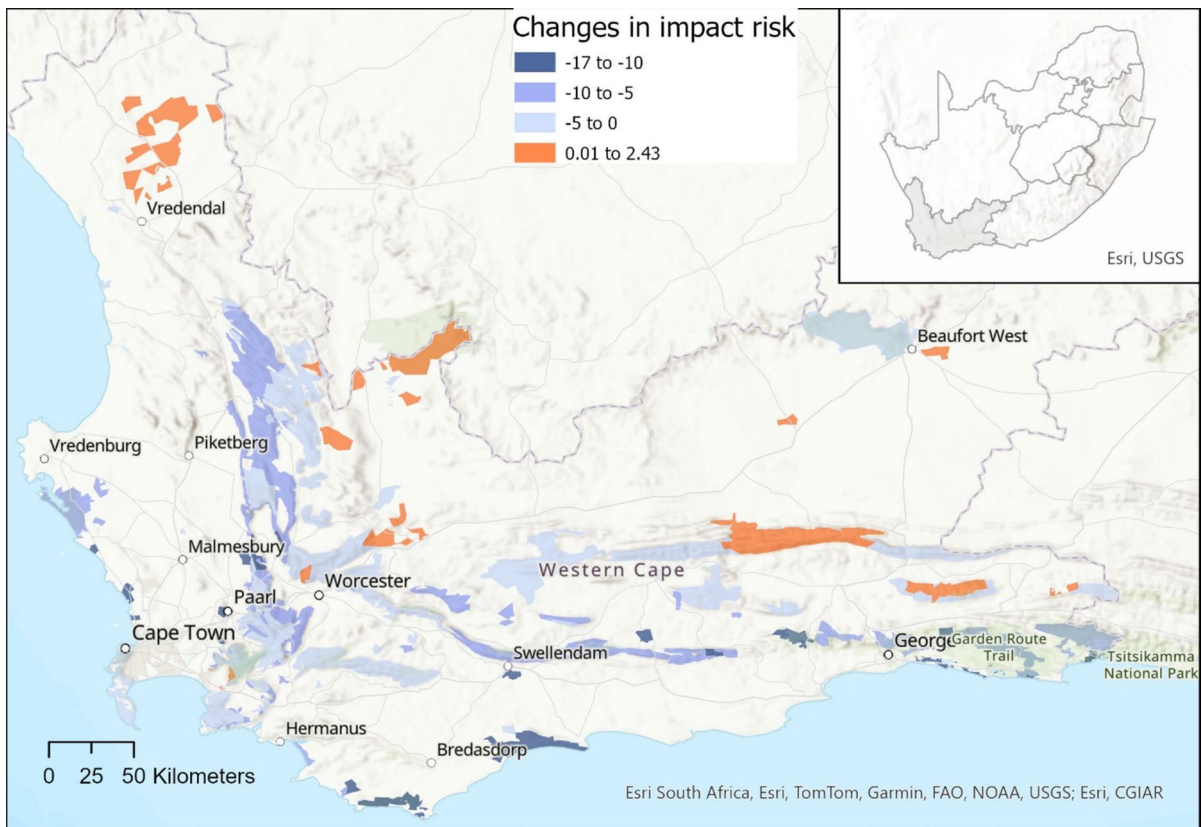 Changes in impact risk
-17 to -10
-10 to -5
-5 to 0
0.01 to 2.43
Esri, USGS
Vredendal
Beaufort West
Vredenburg
Piketberg
Malmesbury
Western Cape
Worcester
Paarl
Cape Town
George
Garden Route
Trail
Swellendam
Tsitsikamma
National Park
Hermanus
Bredasdorp
0 25 50 Kilometers
Esri South Africa, Esri, TomTom, Garmin, FAO, NOAA, USGS; Esri, CGIAR